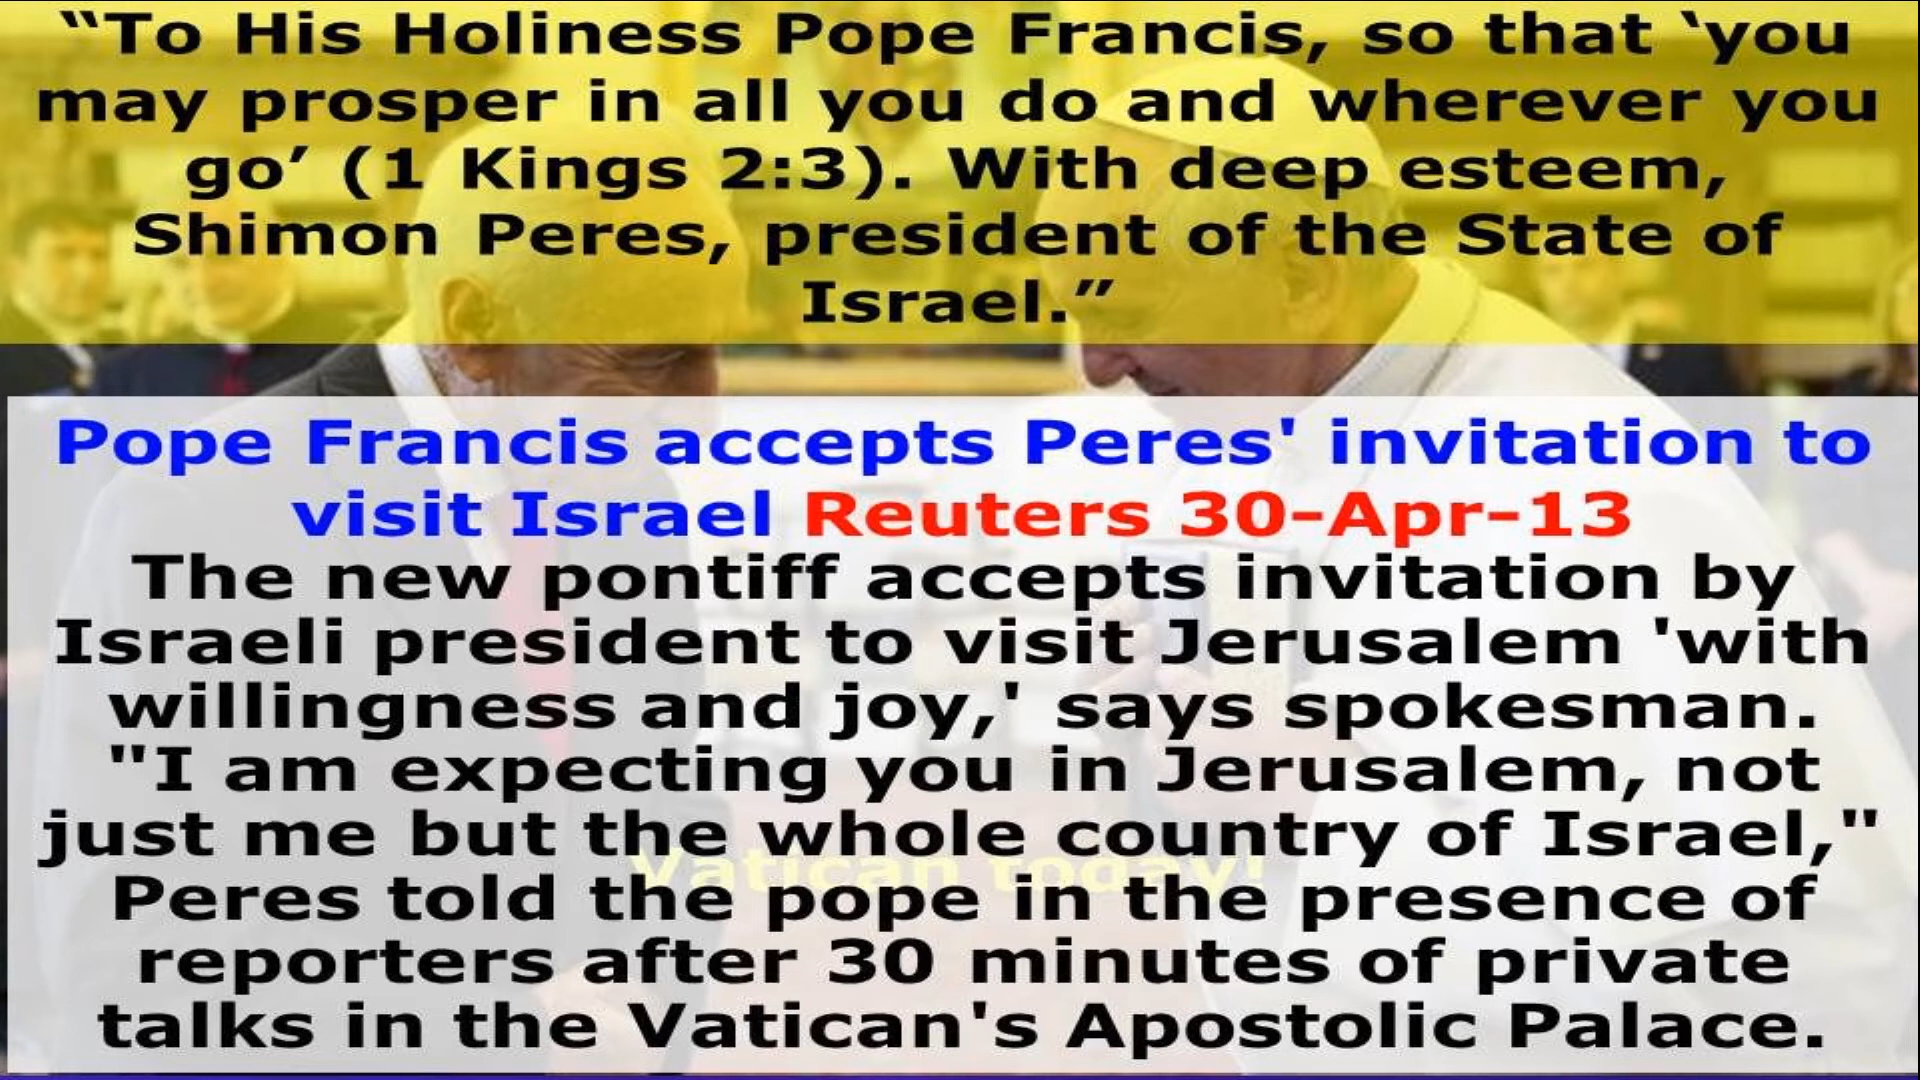 “To His Holiness Pope Francis, so that ‘you
may prosper in all you do and wherever you
go’ (1 Kings 2:3). With deep esteem,
Shimon Peres, president of the State of
Israel.”
Pope Francis accepts Peres' invitation to
visit Israel Reuters 30-Apr-13
The new pontiff accepts invitation by
Israeli president to visit Jerusalem 'with
willingness and joy,' says spokesman.
"I am expecting you in Jerusalem, not
just me but the whole country of Israel,"
Vatican today!
Peres told the pope in the presence of
reporters after 30 minutes of private
talks in the Vatican's Apostolic Palace.